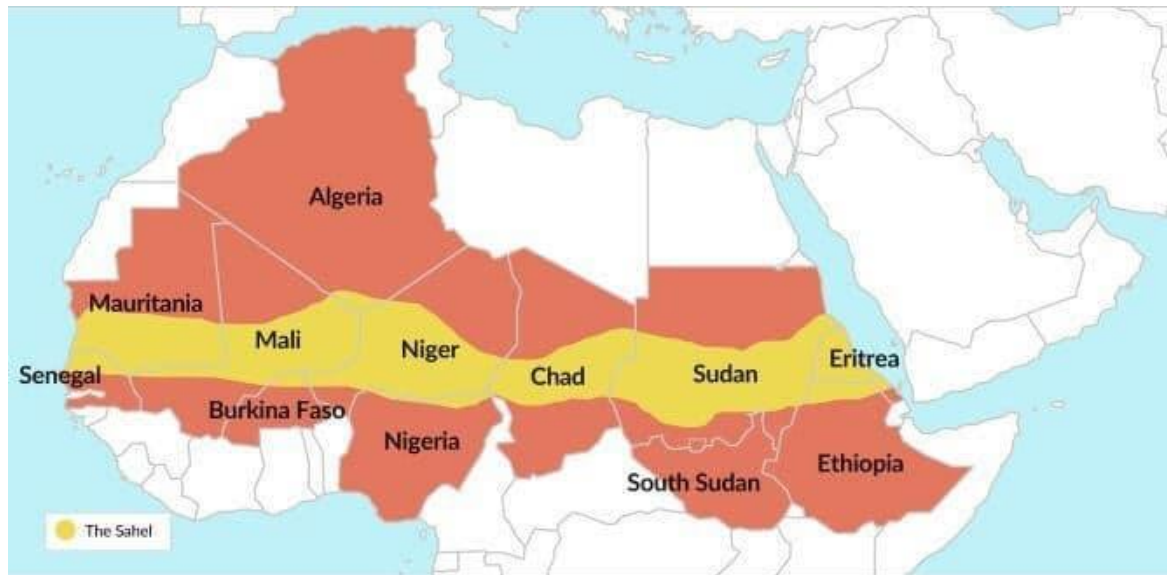 Algeria
Mauritania
Mali
Niger
Chad
Sudan
Eritrea
Senegal
Burkina Faso
Nigeria
South Sudan
Ethiopia
The Sahel